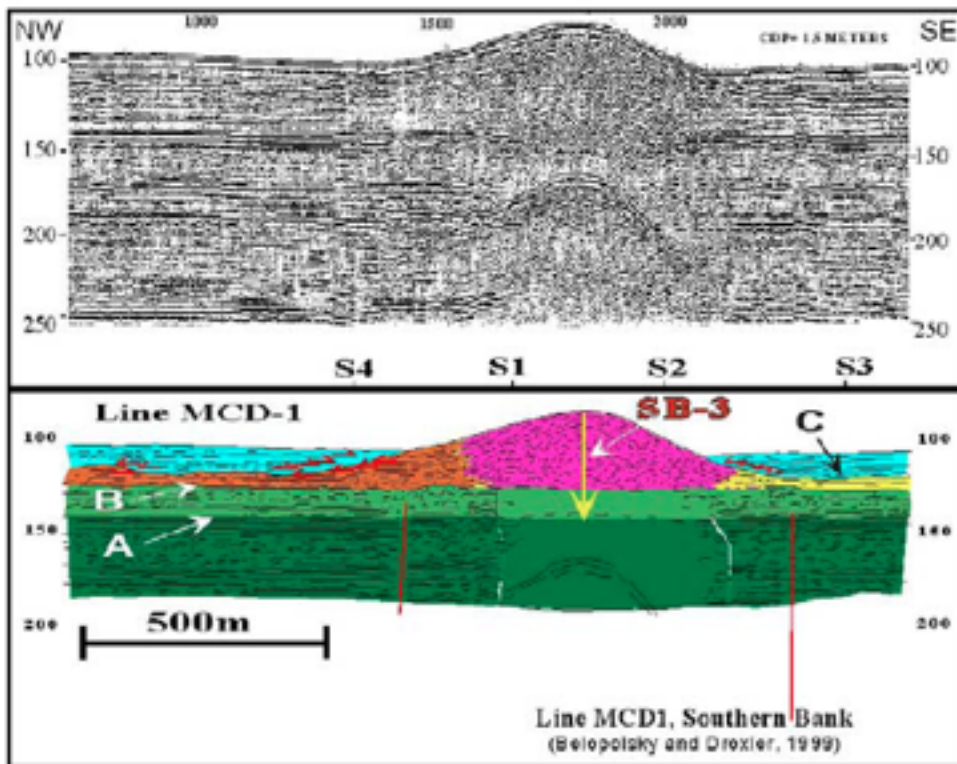 NW 1000 1500 2000 CDP= 1.5 METERS SE
100 100
150 150
200 200
250 250
S4 S1 S2 S3
Line MCD-1 SB-3 C
100 100
B
A
150 150
200 200
500m
Line MCD1, Southern Bank
(Belopolsky and Droxler, 1999)